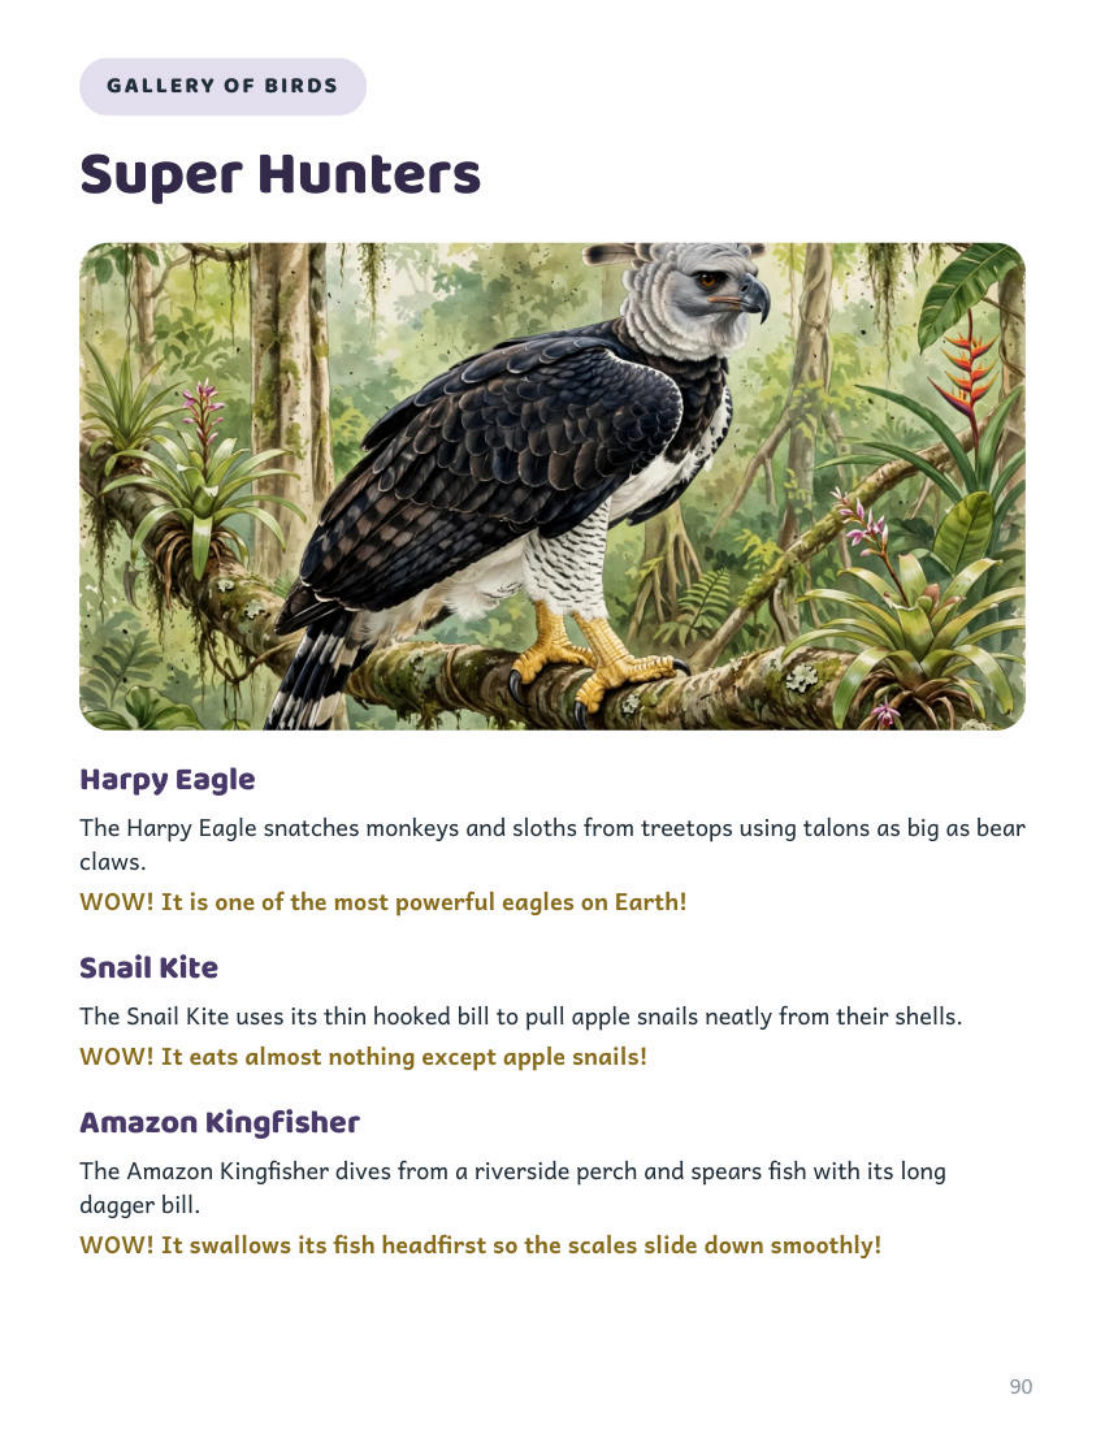 GALLERY OF BIRDS
Super Hunters
Harpy Eagle
The Harpy Eagle snatches monkeys and sloths from treetops using talons as big as bear
claws.
WOW! It is one of the most powerful eagles on Earth!
Snail Kite
The Snail Kite uses its thin hooked bill to pull apple snails neatly from their shells.
WOW! It eats almost nothing except apple snails!
Amazon Kingfisher
The Amazon Kingfisher dives from a riverside perch and spears fish with its long
dagger bill.
WOW! It swallows its fish headfirst so the scales slide down smoothly!
90